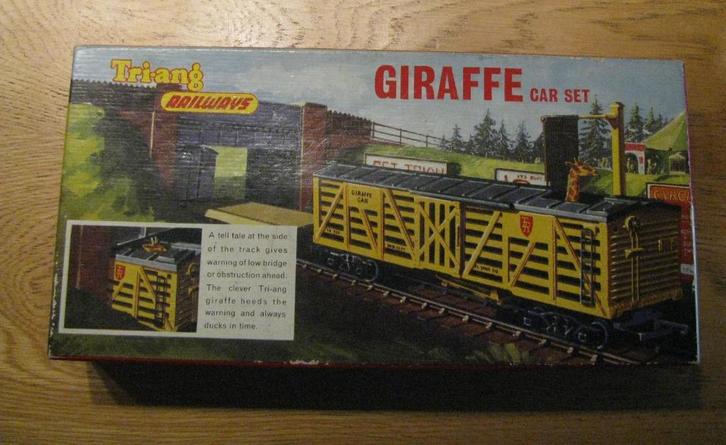 Tri-ang
RAILWAYS
GIRAFFE CAR SET
GIRAFFE
CAR
A tell tale at the side
of the track gives
warning of low bridge
or obstruction ahead.
The clever Tri-ang
giraffe heeds the
warning and always
ducks in time.